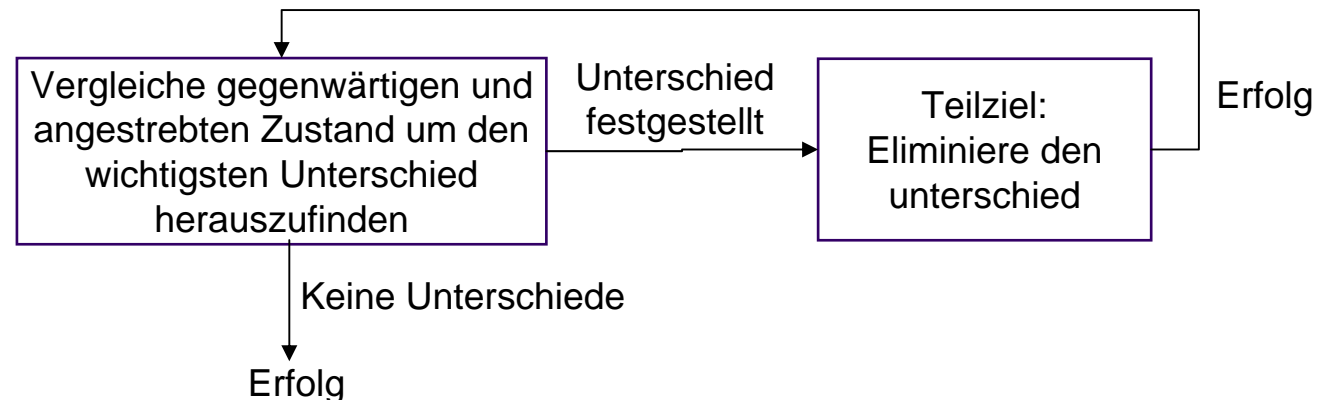 Vergleiche gegenwärtigen und
angestrebten Zustand um den
wichtigsten Unterschied
herauszufinden
Unterschied
festgestellt
Teilziel:
Eliminiere den
unterschied
Erfolg
Keine Unterschiede
Erfolg